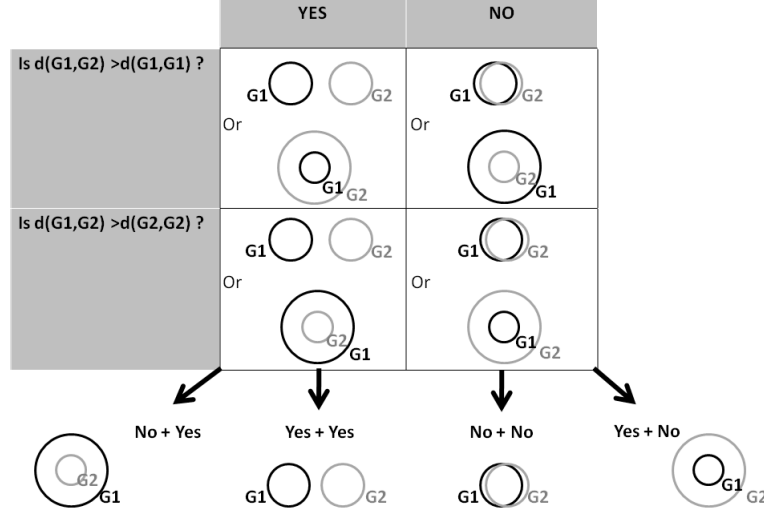 YES
NO
Is d(G1,G2) >d(G1,G1) ?
G1
G2
G1
G2
Or
Or
G1
G2
G2
G1
Is d(G1,G2) >d(G2,G2) ?
G1
G2
G1
G2
Or
Or
G2
G1
G1
G2
No + Yes
Yes + Yes
No + No
Yes + No
G2
G1
G1
G2
G1
G2
G1
G2